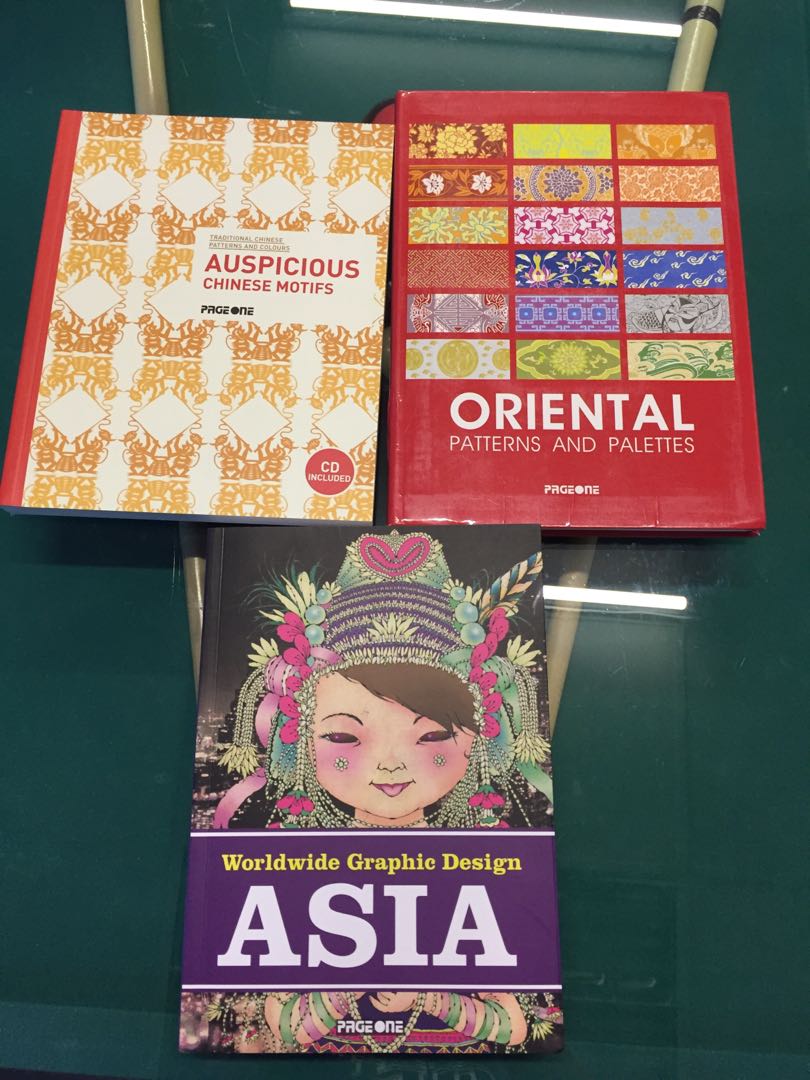 TRADITIONAL CHINESE
PATTERNS AND COLOURS
AUSPICIOUS
CHINESE MOTIFS
PAGEONE
CD
INCLUDED
ORIENTAL
PATTERNS AND PALETTES
PAGEONE
Worldwide Graphic Design
ASIA
PAGEONE